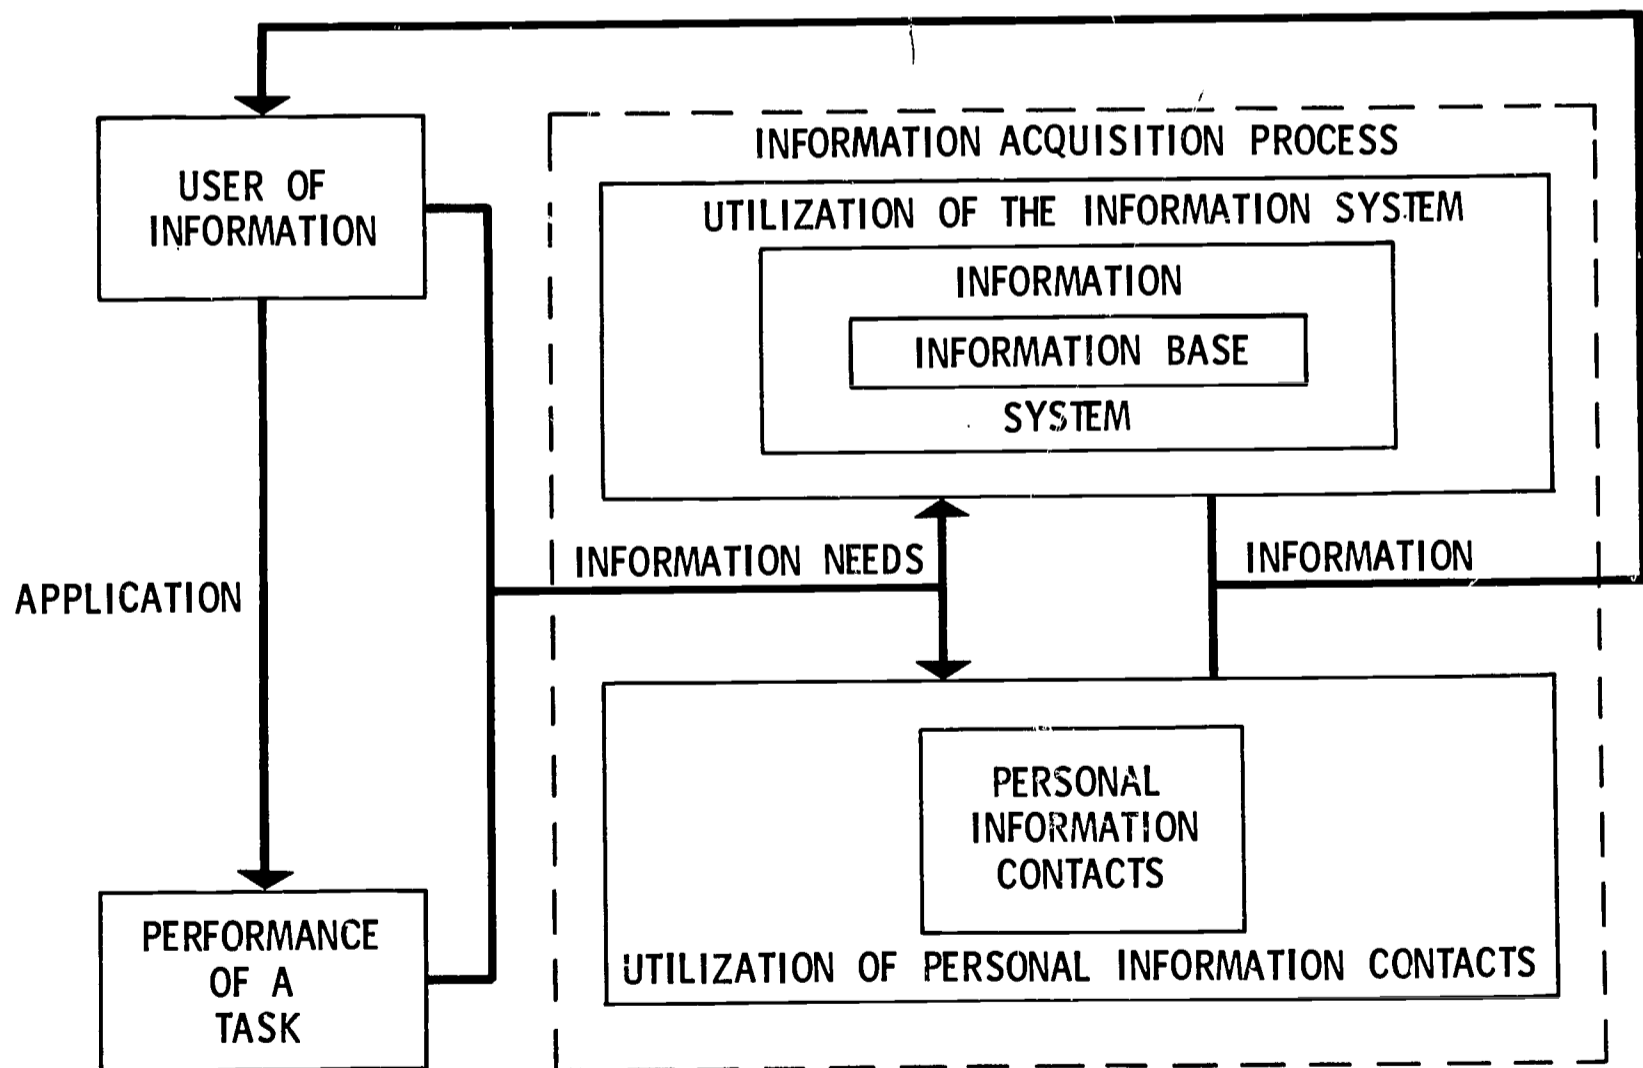 USER OF
INFORMATION
APPLICATION
PERFORMANCE
OF A
TASK
INFORMATION ACQUISITION PROCESS
UTILIZATION OF THE INFORMATION SYSTEM
INFORMATION
INFORMATION BASE
SYSTEM
INFORMATION NEEDS
INFORMATION
PERSONAL
INFORMATION
CONTACTS
UTILIZATION OF PERSONAL INFORMATION CONTACTS